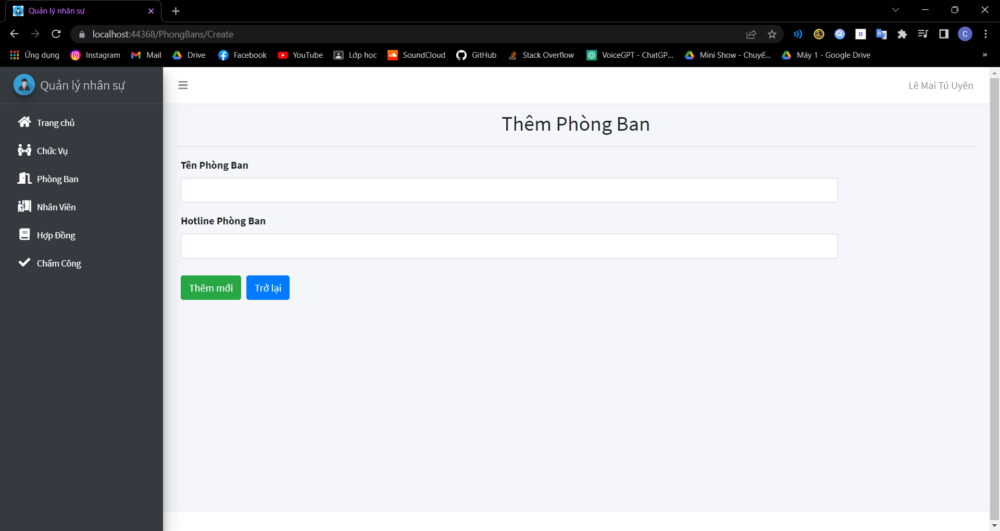 Quản lý nhân sự
localhost:44368/PhongBans/Create
C
Ứng dụng Instagram Mail Drive Facebook YouTube Lớp học SoundCloud GitHub Stack Overflow VoiceGPT - ChatGP... Mini Show - Chuyế... Máy 1 - Google Drive »
Quản lý nhân sự
Lê Mai Tú Uyên
Trang chủ
Chức Vụ
Phòng Ban
Nhân Viên
Hợp Đồng
Chấm Công
Thêm Phòng Ban
Tên Phòng Ban
Hotline Phòng Ban
Thêm mới Trở lại